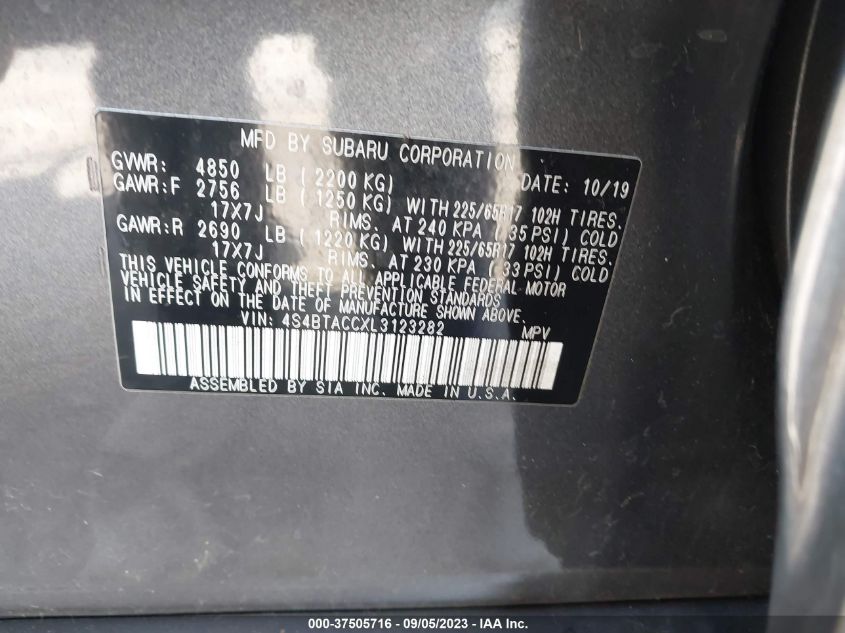 MFD BY SUBARU CORPORATION
GVWR: 4850 LB (2200 KG) DATE: 10/19
GAWR:F 2756 LB (1250 KG) WITH 225/65R17 102H TIRES.
17X7J RIMS. AT 240 KPA (35 PSI) COLD
GAWR:R 2690 LB (1220 KG) WITH 225/65R17 102H TIRES.
17X7J RIMS. AT 230 KPA (33 PSI) COLD
THIS VEHICLE CONFORMS TO ALL APPLICABLE FEDERAL MOTOR
VEHICLE SAFETY AND THEFT PREVENTION STANDARDS
IN EFFECT ON THE DATE OF MANUFACTURE SHOWN ABOVE.
VIN: 4S4BTACCXL3123282 MPV
ASSEMBLED BY SIA INC. MADE IN U.S.A.
000-37505716 - 09/05/2023 - © IAA Inc.